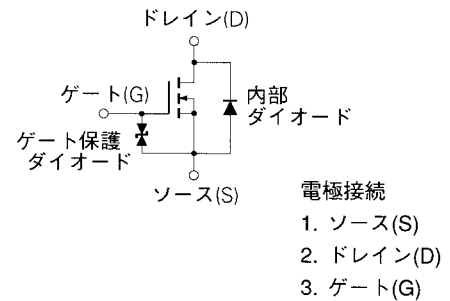 ドレイン(D)
ゲート(G)
内部
ダイオード
ゲート保護
ダイオード
ソース(S)
電極接続
1. ソース(S)
2. ドレイン(D)
3. ゲート(G)